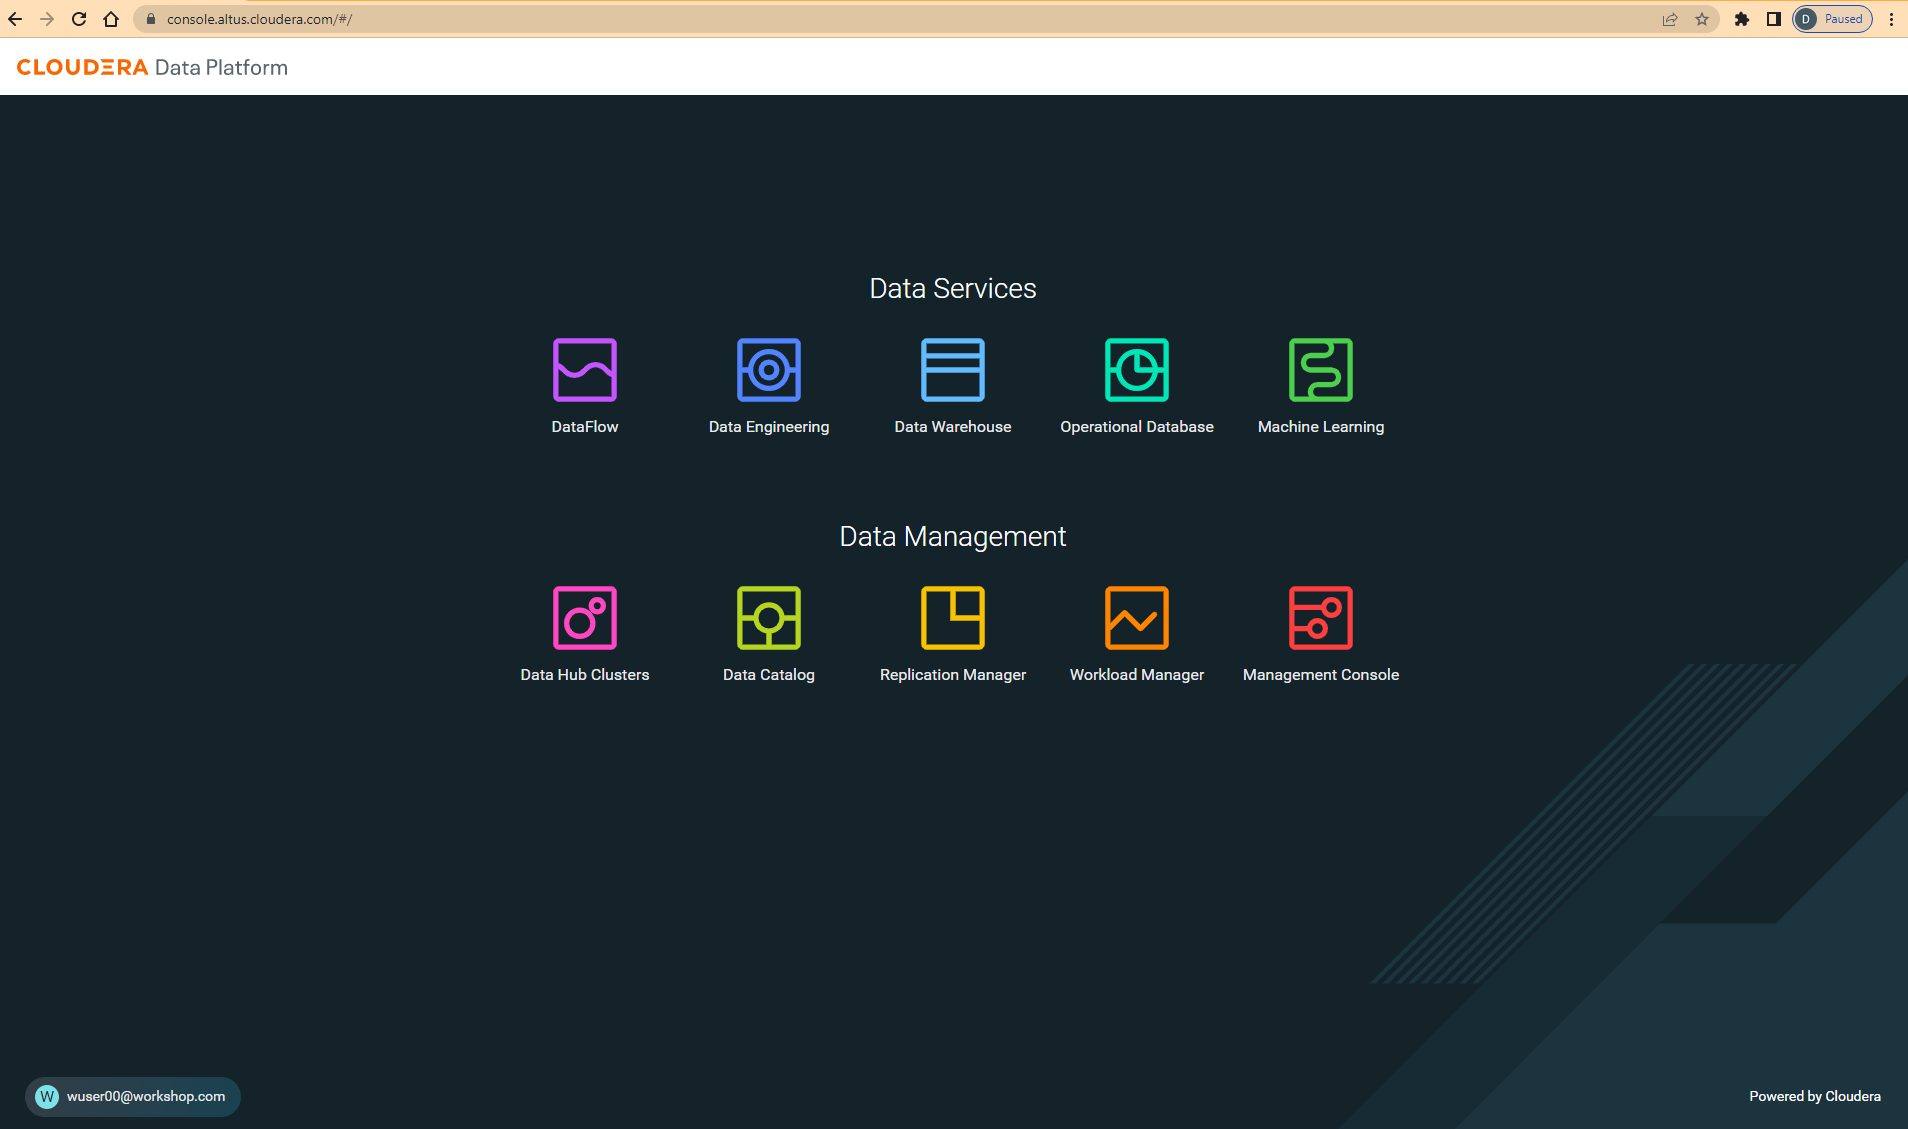 console.altus.cloudera.com/#/
D Paused
CLOUDERA Data Platform
Data Services
DataFlow Data Engineering Data Warehouse Operational Database Machine Learning
Data Management
Data Hub Clusters Data Catalog Replication Manager Workload Manager Management Console
W wuser00@workshop.com
Powered by Cloudera